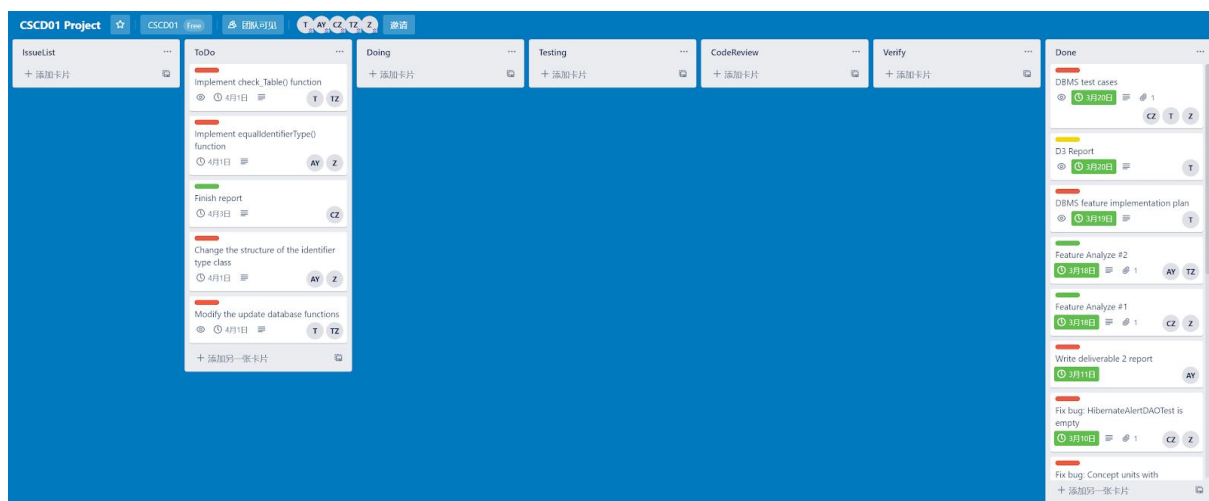 CSCD01 Project
CSCD01 Free
团队可见
T AY CZ TZ Z
邀请
IssueList
+ 添加卡片
ToDo
Implement check_Table() function
4月1日
T TZ
Implement equalIdentifierType()
function
4月1日
AY Z
Finish report
4月3日
CZ
Change the structure of the identifier
type class
4月1日
AY Z
Modify the update database functions
4月1日
T TZ
+ 添加另一张卡片
Doing
+ 添加卡片
Testing
+ 添加卡片
CodeReview
+ 添加卡片
Verify
+ 添加卡片
Done
DBMS test cases
3月20日 1
CZ T Z
D3 Report
3月20日
T
DBMS feature implementation plan
3月19日
T
Feature Analyze #2
3月18日 1
AY TZ
Feature Analyze #1
3月18日 1
CZ Z
Write deliverable 2 report
3月11日
AY
Fix bug: HibernateAlertDAOTest is
empty
3月10日 1
CZ Z
Fix bug: Concept units with
+ 添加另一张卡片